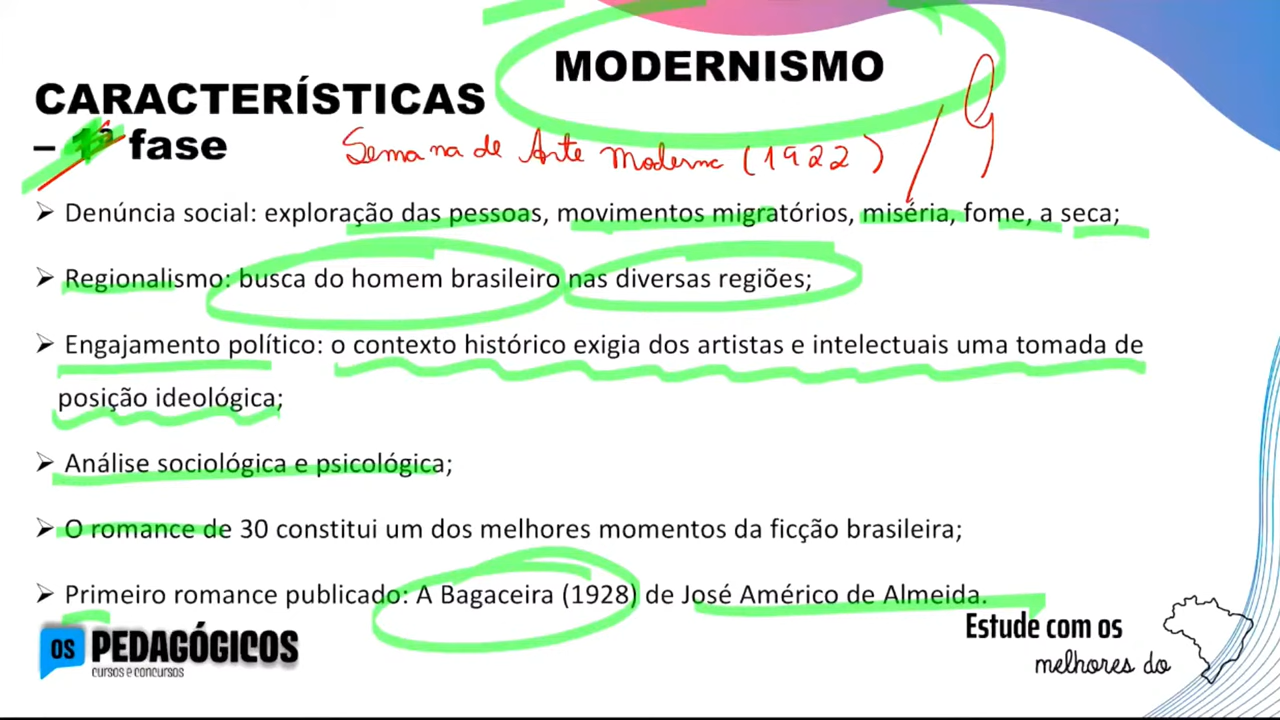 MODERNISMO
CARACTERÍSTICAS
– 1ª fase
Semana de Arte Moderna (1922) / G
➤ Denúncia social: exploração das pessoas, movimentos migratórios, miséria, fome, a seca;
➤ Regionalismo: busca do homem brasileiro nas diversas regiões;
➤ Engajamento político: o contexto histórico exigia dos artistas e intelectuais uma tomada de
posição ideológica;
➤ Análise sociológica e psicológica;
➤ O romance de 30 constitui um dos melhores momentos da ficção brasileira;
➤ Primeiro romance publicado: A Bagaceira (1928) de José Américo de Almeida.
OS PEDAGÓGICOS
cursos e concursos
Estude com os
melhores do